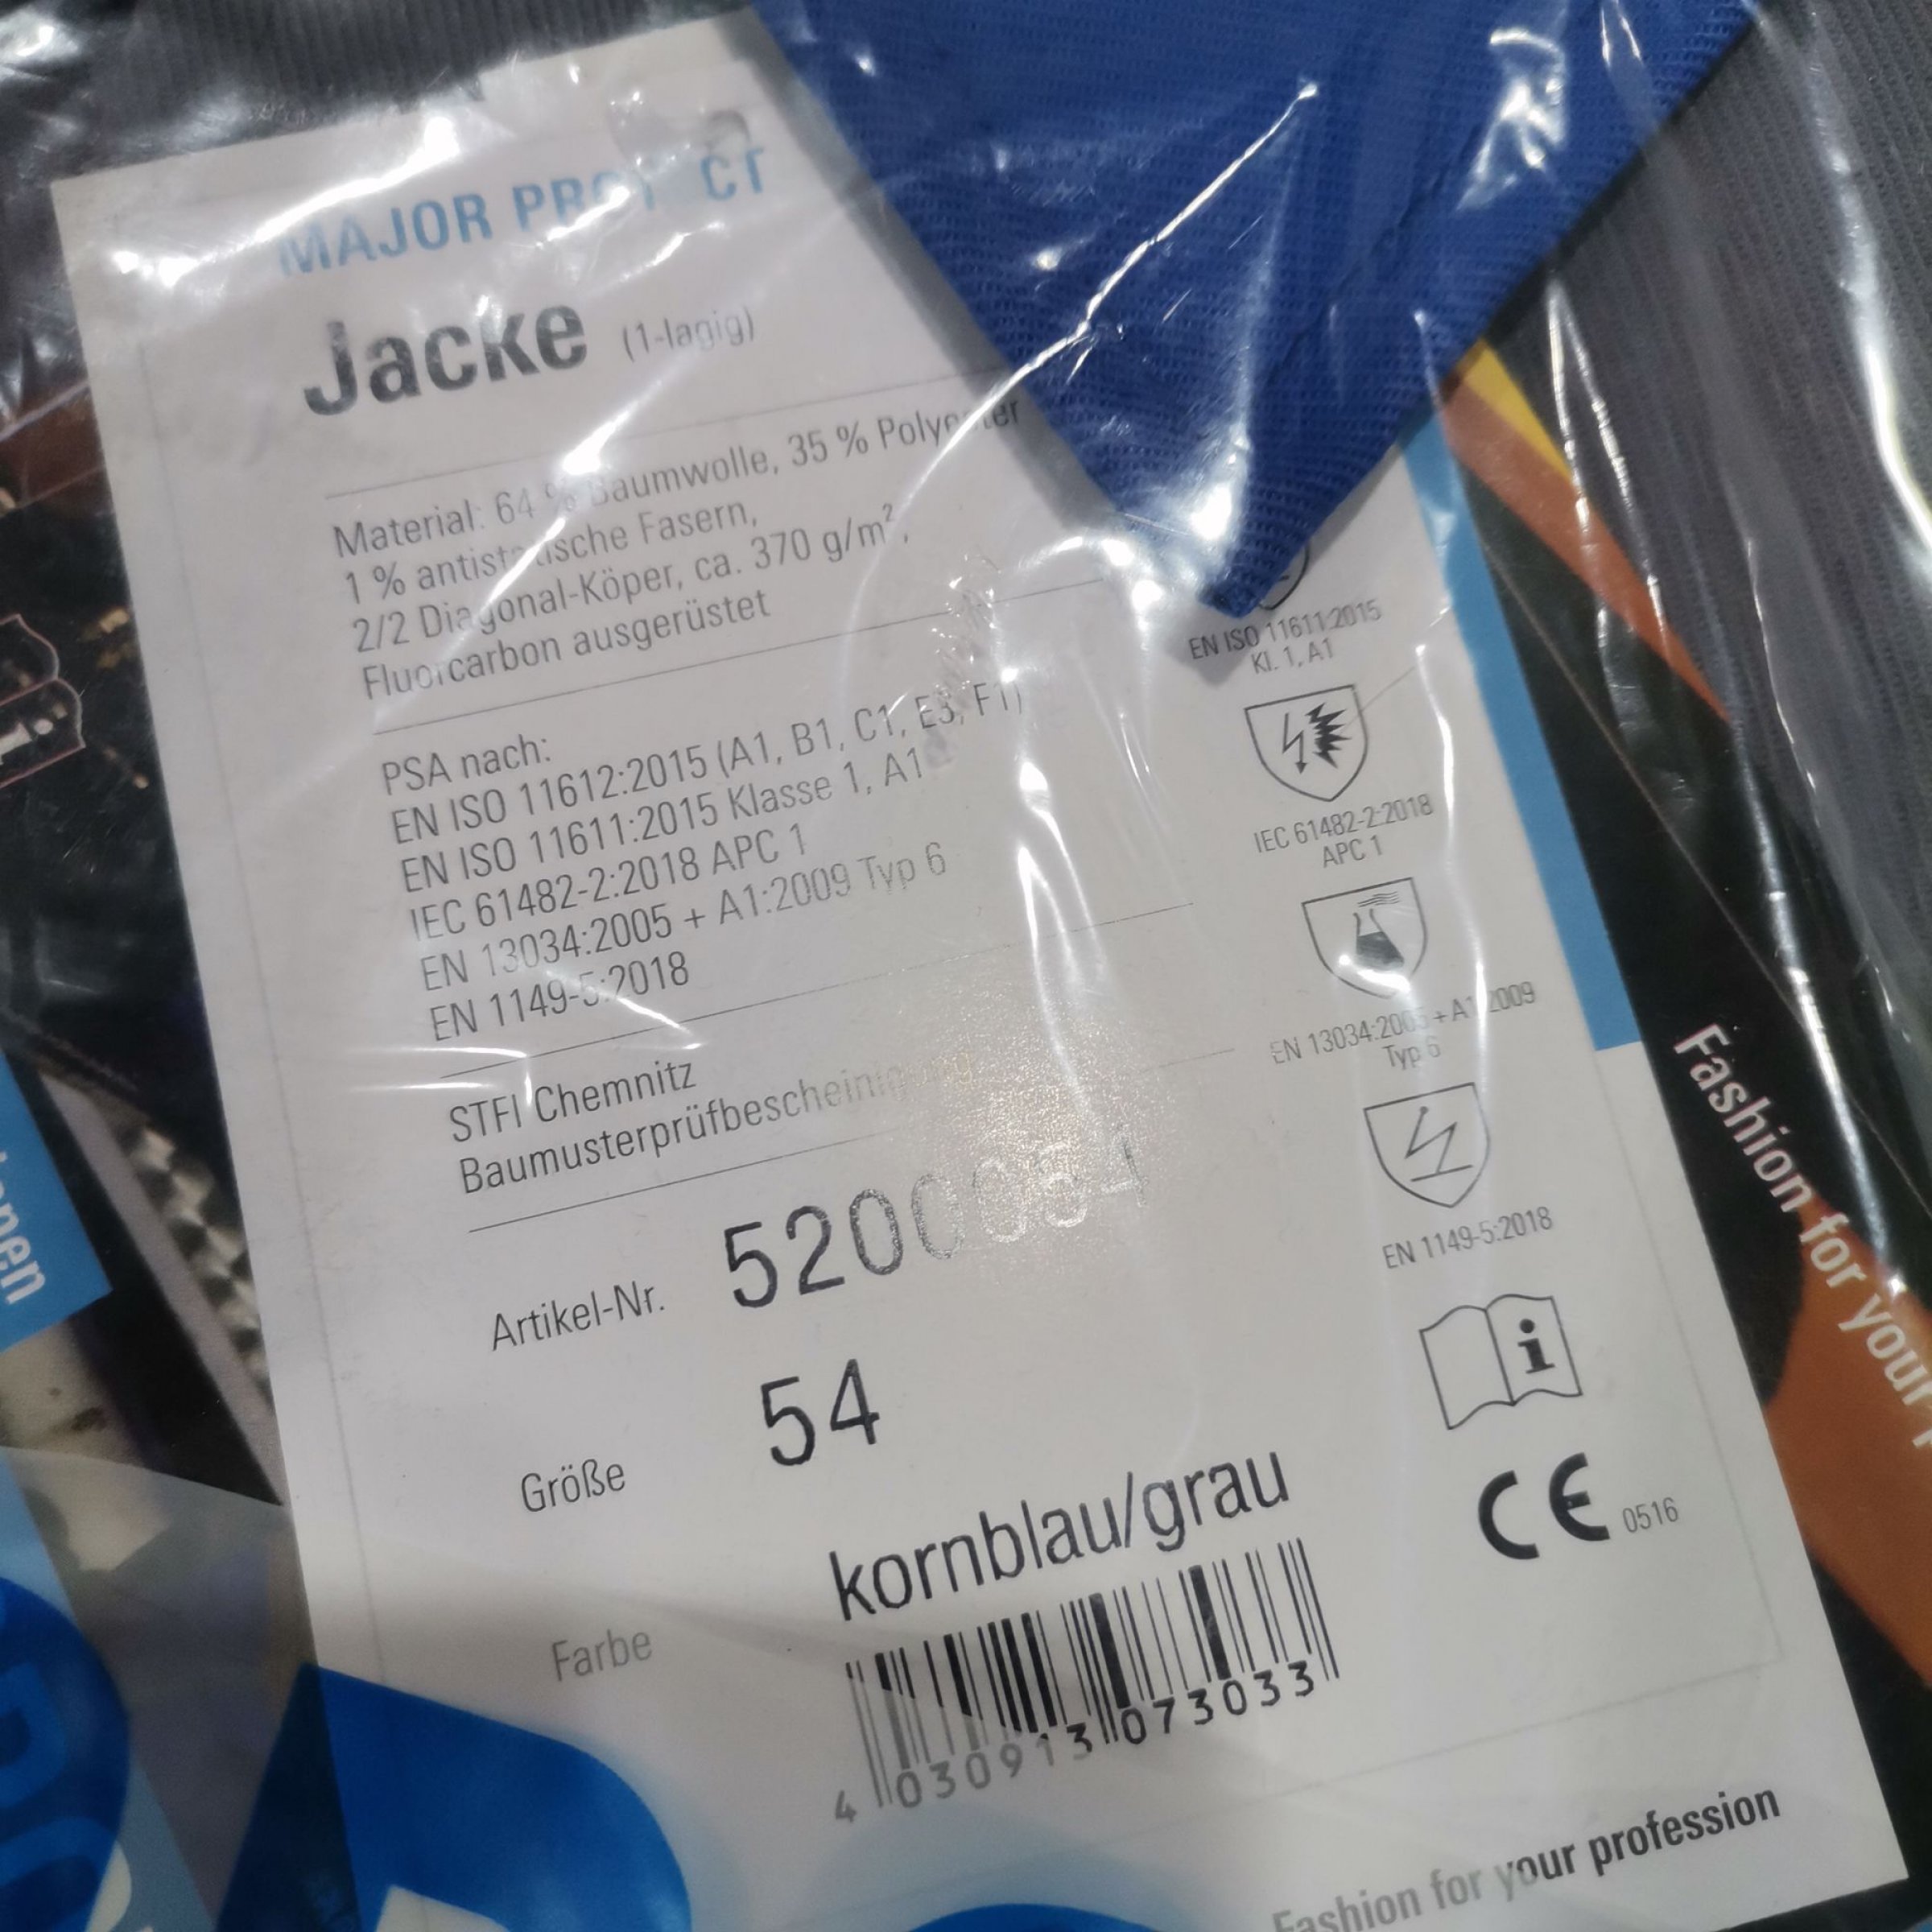 MAJOR PROTECT
Jacke (1-lagig)
Material: 64 % Baumwolle, 35 % Polyester
1 % antistatische Fasern,
2/2 Diagonal-Köper, ca. 370 g/m²,
Fluorcarbon ausgerüstet
PSA nach:
EN ISO 11612:2015 (A1, B1, C1, E3, F1)
EN ISO 11611:2015 Klasse 1, A1
IEC 61482-2:2018 APC 1
EN 13034:2005 + A1:2009 Typ 6
EN 1149-5:2018
STFI Chemnitz
Baumusterprüfbescheinigung
Artikel-Nr.
Größe 54
Farbe kornblau/grau
4 030913 073033
EN ISO 11611:2015
Kl. 1, A1
IEC 61482-2:2018
APC 1
EN 13034:2005 + A1:2009
Typ 6
EN 1149-5:2018
i
CE 0516
Fashion for your profession
Fashion for your